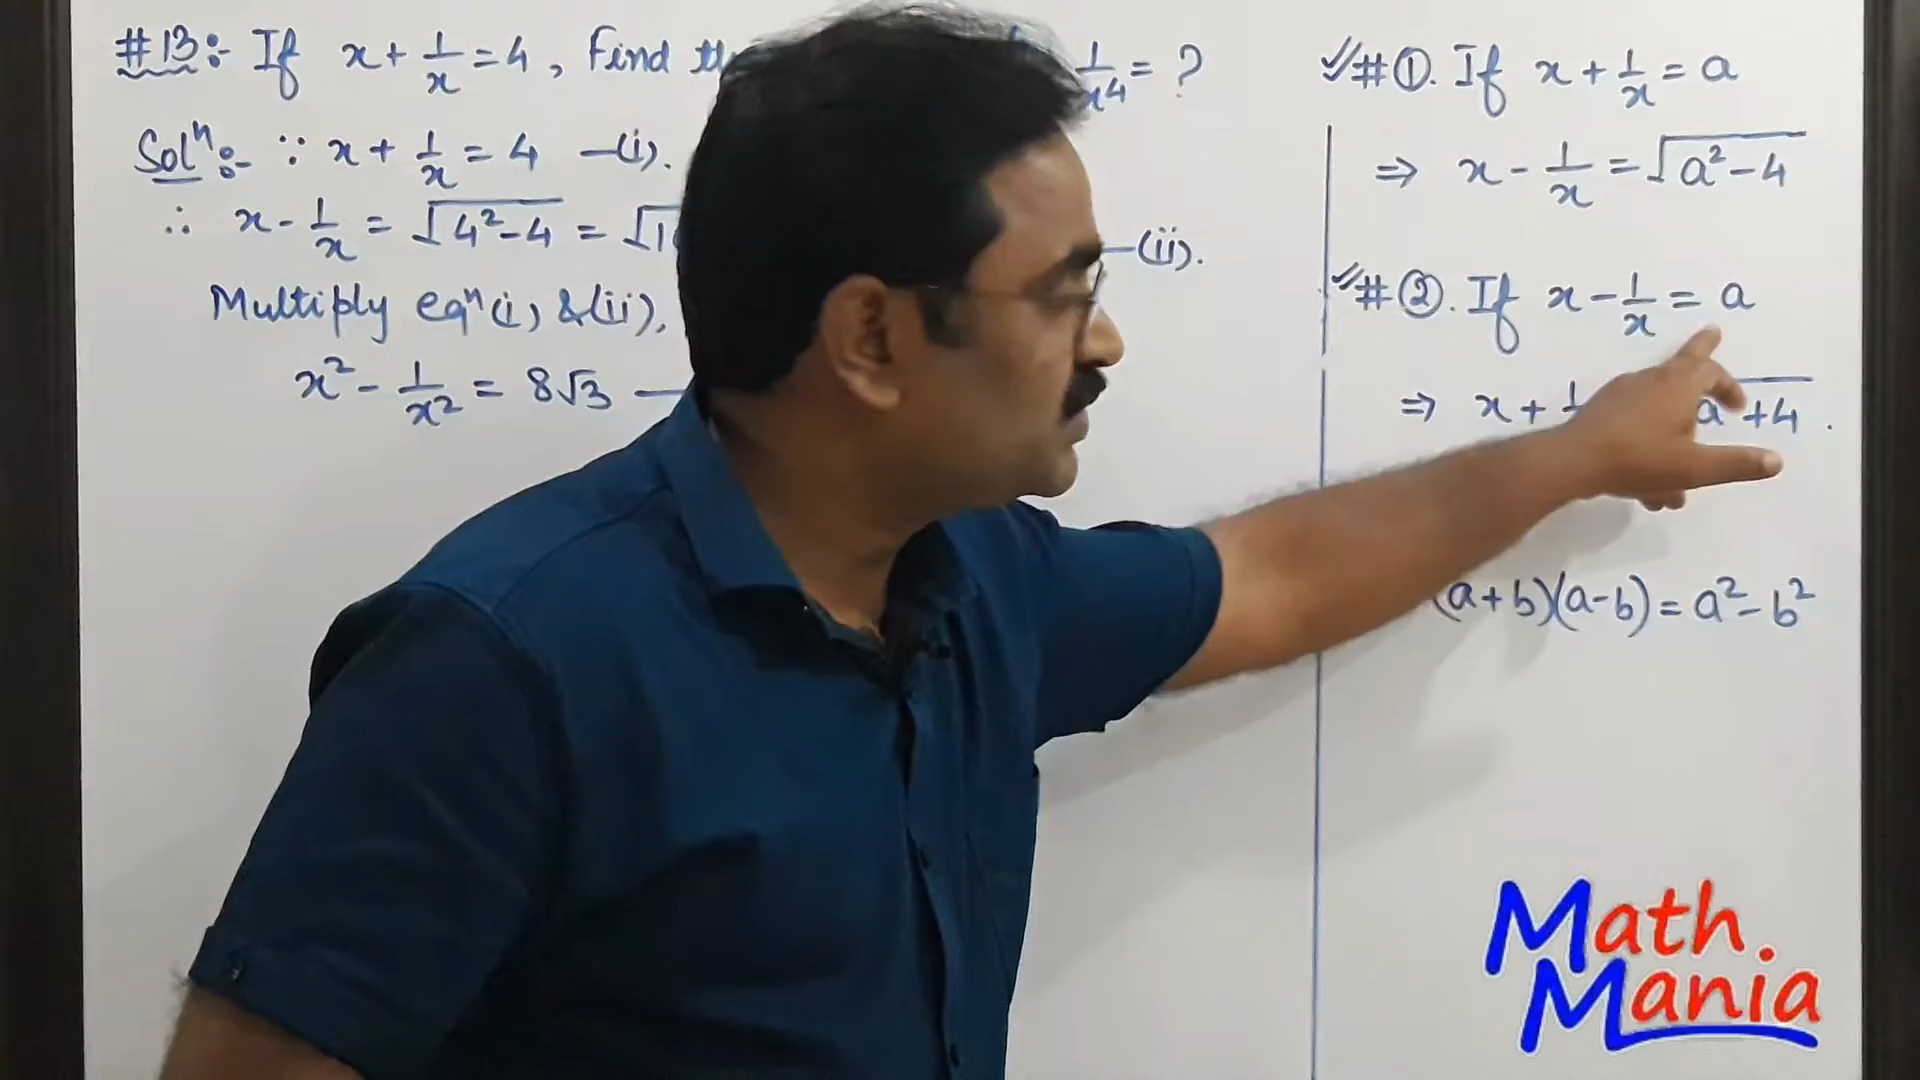 #13:- If x + 1/x = 4, Find 1/x⁴ = ?
Solⁿ:- ∵ x + 1/x = 4 —(i).
∴ x - 1/x = √(4²-4) = —(ii).
Multiply eqⁿ(i) & (ii),
x² - 1/x² = 8√3 —
#①. If x + 1/x = a
⇒ x - 1/x = √(a²-4)
#②. If x - 1/x = a
⇒ x + a +4.
(a+b)(a-b) = a²-b²
Math
Mania